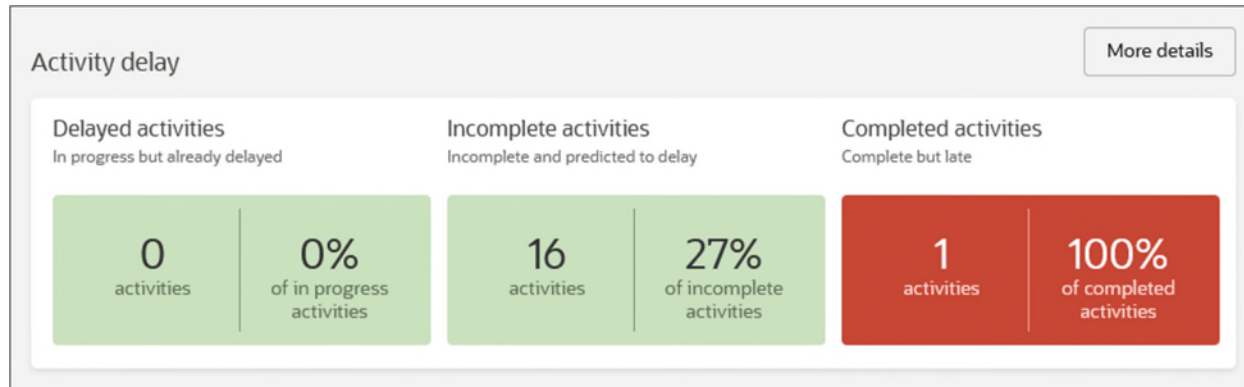 Activity delay
More details
Delayed activities
In progress but already delayed
Incomplete activities
Incomplete and predicted to delay
Completed activities
Complete but late
0
activities
0%
of in progress
activities
16
activities
27%
of incomplete
activities
1
activities
100%
of completed
activities